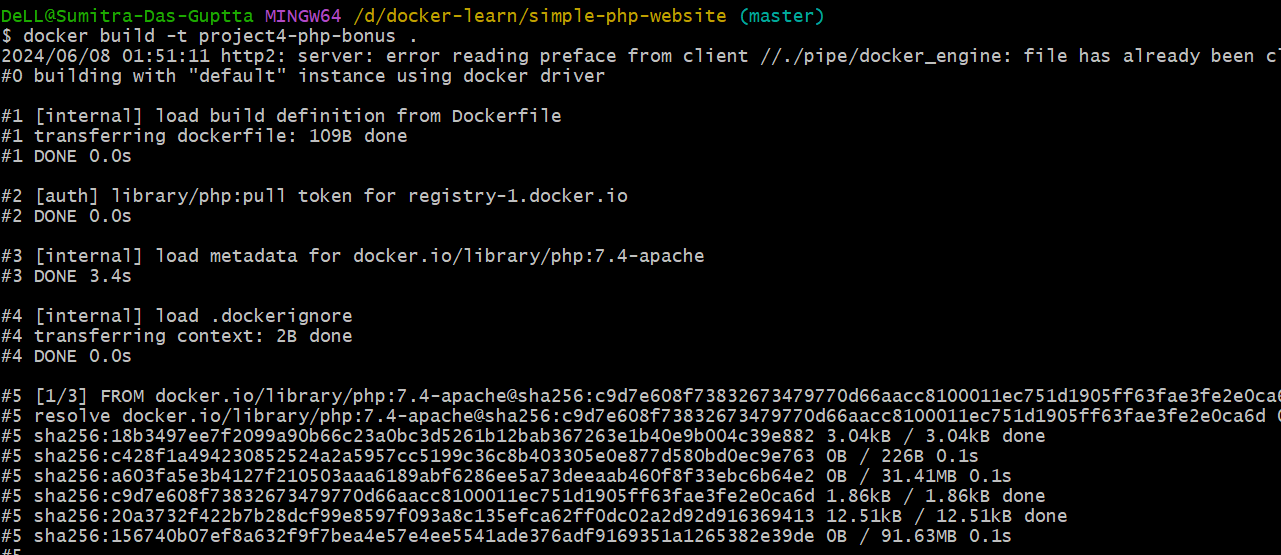 DeLL@Sumitra-Das-Guptta MINGW64 /d/docker-learn/simple-php-website (master)
$ docker build -t project4-php-bonus .
2024/06/08 01:51:11 http2: server: error reading preface from client //./pipe/docker_engine: file has already been cl
#0 building with "default" instance using docker driver
#1 [internal] load build definition from Dockerfile
#1 transferring dockerfile: 109B done
#1 DONE 0.0s
#2 [auth] library/php:pull token for registry-1.docker.io
#2 DONE 0.0s
#3 [internal] load metadata for docker.io/library/php:7.4-apache
#3 DONE 3.4s
#4 [internal] load .dockerignore
#4 transferring context: 2B done
#4 DONE 0.0s
#5 [1/3] FROM docker.io/library/php:7.4-apache@sha256:c9d7e608f73832673479770d66aacc8100011ec751d1905ff63fae3fe2e0ca6
#5 resolve docker.io/library/php:7.4-apache@sha256:c9d7e608f73832673479770d66aacc8100011ec751d1905ff63fae3fe2e0ca6d 0
#5 sha256:18b3497ee7f2099a90b66c23a0bc3d5261b12bab367263e1b40e9b004c39e882 3.04kB / 3.04kB done
#5 sha256:c428f1a494230852524a2a5957cc5199c36c8b403305e0e877d580bd0ec9e763 0B / 226B 0.1s
#5 sha256:a603fa5e3b4127f210503aaa6189abf6286ee5a73deeaab460f8f33ebc6b64e2 0B / 31.41MB 0.1s
#5 sha256:c9d7e608f73832673479770d66aacc8100011ec751d1905ff63fae3fe2e0ca6d 1.86kB / 1.86kB done
#5 sha256:20a3732f422b7b28dcf99e8597f093a8c135efca62ff0dc02a2d92d916369413 12.51kB / 12.51kB done
#5 sha256:156740b07ef8a632f9f7bea4e57e4ee5541ade376adf9169351a1265382e39de 0B / 91.63MB 0.1s
#5